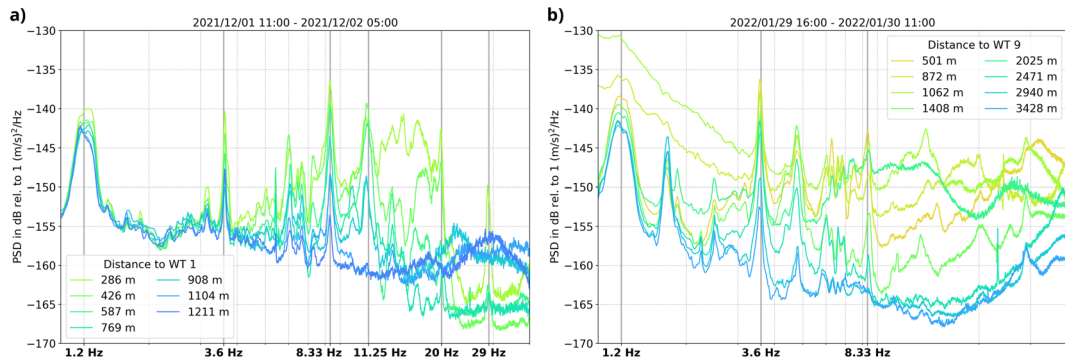 a)
2021/12/01 11:00 - 2021/12/02 05:00
PSD in dB rel. to 1 (m/s)²/Hz
−130
−135
−140
−145
−150
−155
−160
−165
−170
Distance to WT 1
286 m
426 m
587 m
769 m
908 m
1104 m
1211 m
1.2 Hz
3.6 Hz
8.33 Hz
11.25 Hz
20 Hz
29 Hz
b)
2022/01/29 16:00 - 2022/01/30 11:00
PSD in dB rel. to 1 (m/s)²/Hz
−130
−135
−140
−145
−150
−155
−160
−165
−170
Distance to WT 9
501 m
872 m
1062 m
1408 m
2025 m
2471 m
2940 m
3428 m
1.2 Hz
3.6 Hz
8.33 Hz